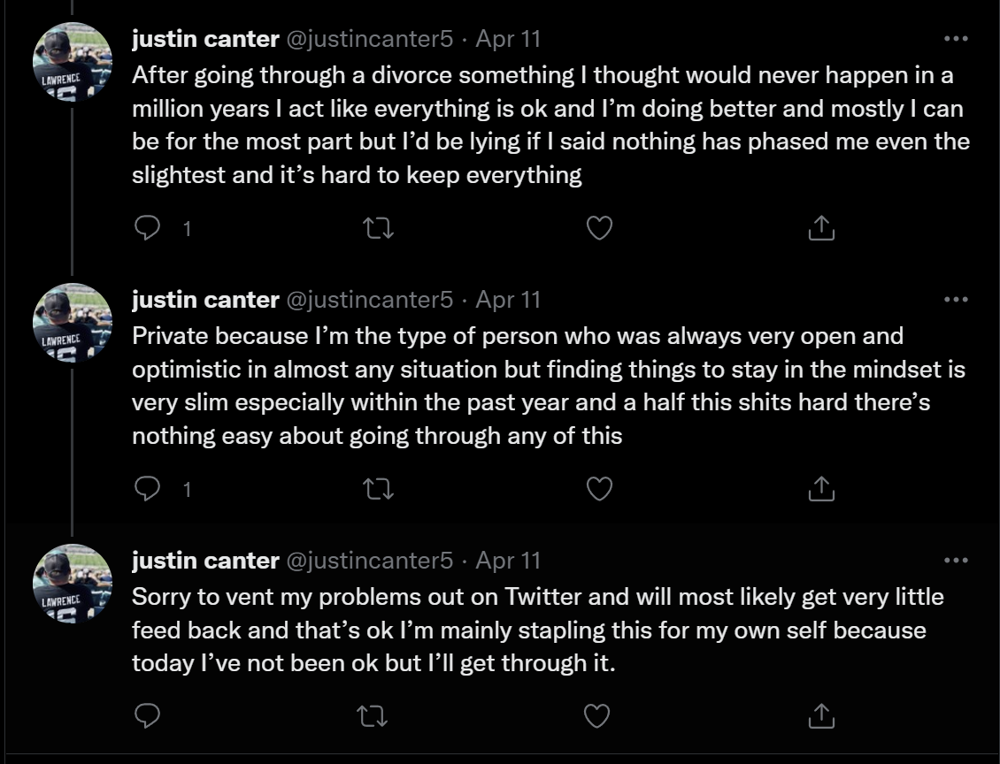 justin canter @justincanter5 · Apr 11
After going through a divorce something I thought would never happen in a
million years I act like everything is ok and I’m doing better and mostly I can
be for the most part but I’d be lying if I said nothing has phased me even the
slightest and it’s hard to keep everything
1
LAWRENCE
justin canter @justincanter5 · Apr 11
Private because I’m the type of person who was always very open and
optimistic in almost any situation but finding things to stay in the mindset is
very slim especially within the past year and a half this shits hard there’s
nothing easy about going through any of this
1
LAWRENCE
justin canter @justincanter5 · Apr 11
Sorry to vent my problems out on Twitter and will most likely get very little
feed back and that’s ok I’m mainly stapling this for my own self because
today I’ve not been ok but I’ll get through it.
LAWRENCE